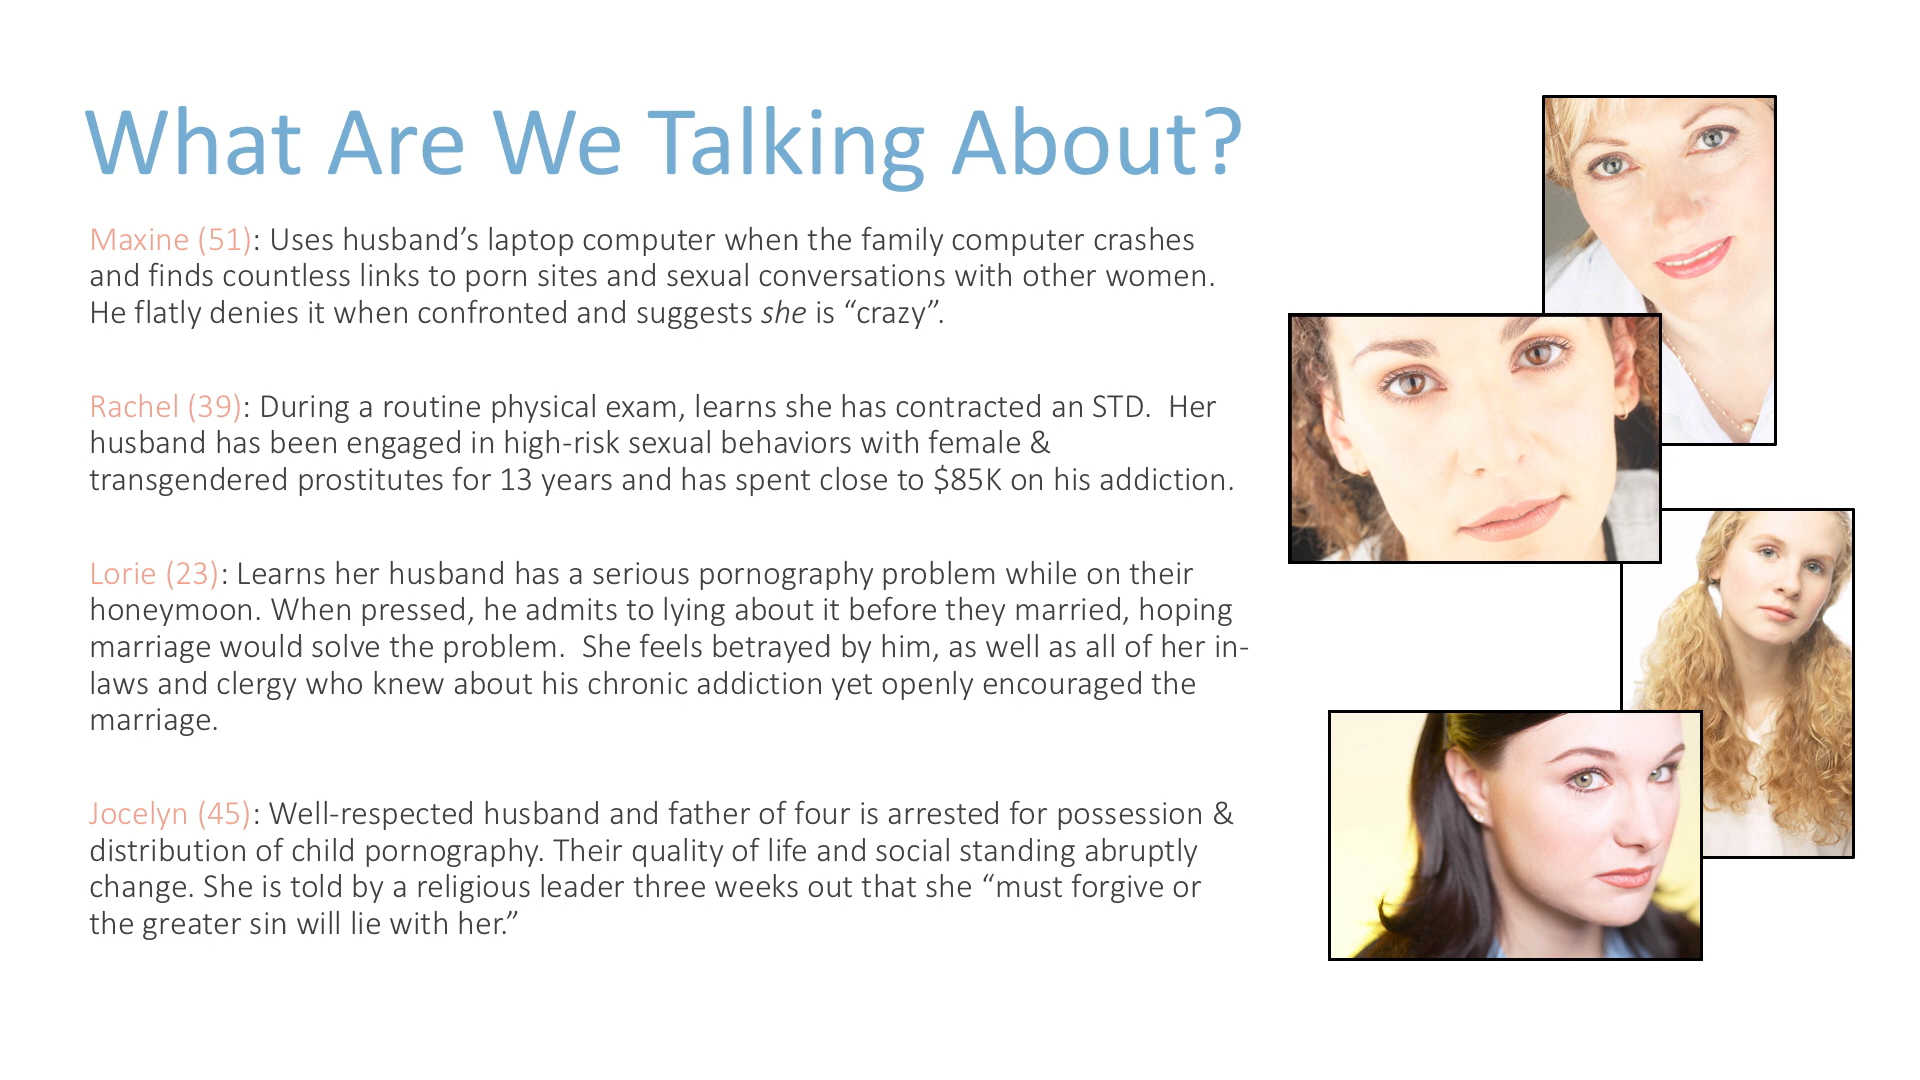 What Are We Talking About?
Maxine (51): Uses husband’s laptop computer when the family computer crashes
and finds countless links to porn sites and sexual conversations with other women.
He flatly denies it when confronted and suggests she is “crazy”.
Rachel (39): During a routine physical exam, learns she has contracted an STD.  Her
husband has been engaged in high-risk sexual behaviors with female &
transgendered prostitutes for 13 years and has spent close to $85K on his addiction.
Lorie (23): Learns her husband has a serious pornography problem while on their
honeymoon. When pressed, he admits to lying about it before they married, hoping
marriage would solve the problem.  She feels betrayed by him, as well as all of her in-
laws and clergy who knew about his chronic addiction yet openly encouraged the
marriage.
Jocelyn (45): Well-respected husband and father of four is arrested for possession &
distribution of child pornography. Their quality of life and social standing abruptly
change. She is told by a religious leader three weeks out that she “must forgive or
the greater sin will lie with her.”